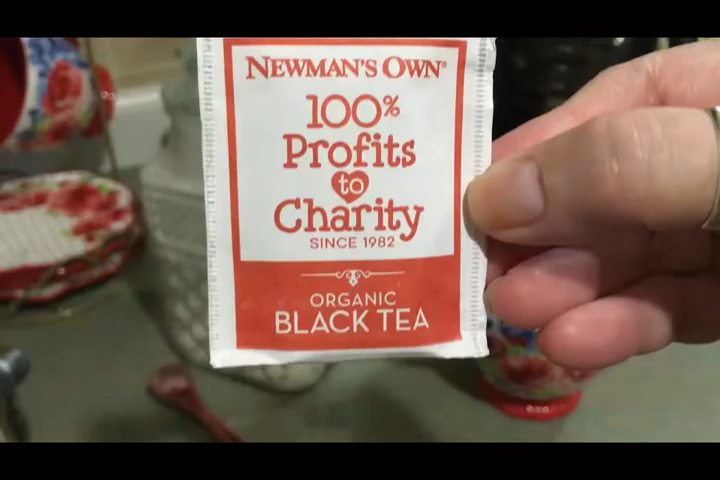 NEWMAN'S OWN®
100%
Profits
to
Charity
SINCE 1982
ORGANIC
BLACK TEA